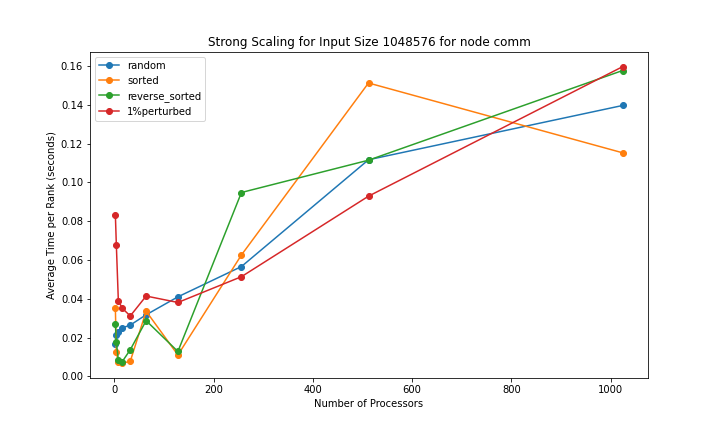 Strong Scaling for Input Size 1048576 for node comm
random
sorted
reverse_sorted
1%perturbed
0.16
0.14
0.12
0.10
0.08
0.06
0.04
0.02
0.00
Average Time per Rank (seconds)
0 200 400 600 800 1000
Number of Processors